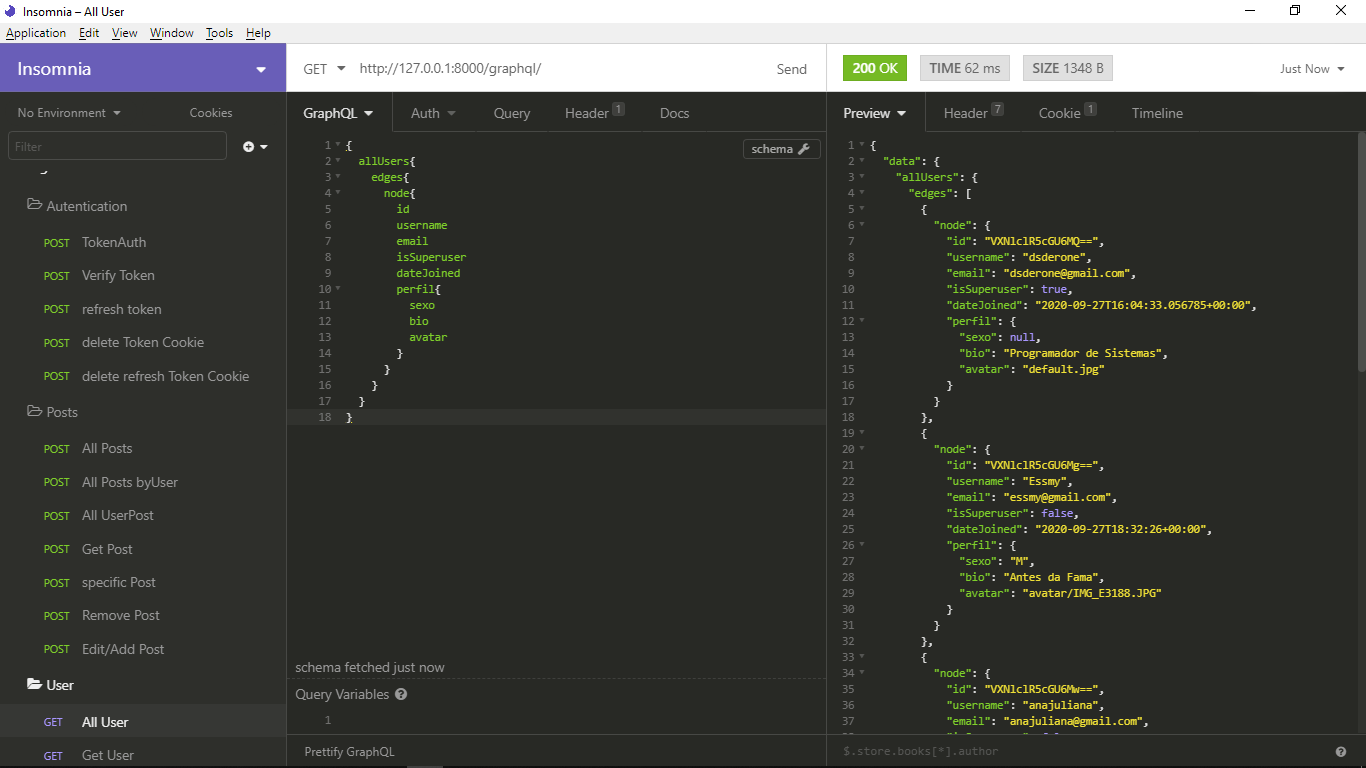 Insomnia – All User
Application Edit View Window Tools Help
Insomnia
No Environment Cookies
Filter
Autentication
POST TokenAuth
POST Verify Token
POST refresh token
POST delete Token Cookie
POST delete refresh Token Cookie
Posts
POST All Posts
POST All Posts byUser
POST All UserPost
POST Get Post
POST specific Post
POST Remove Post
POST Edit/Add Post
User
GET All User
GET Get User
GET http://127.0.0.1:8000/graphql/ Send
GraphQL Auth Query Header 1 Docs
schema
1 {
2 allUsers{
3 edges{
4 node{
5 id
6 username
7 email
8 isSuperuser
9 dateJoined
10 perfil{
11 sexo
12 bio
13 avatar
14 }
15 }
16 }
17 }
18 }
schema fetched just now
Query Variables ?
1
Prettify GraphQL
200 OK TIME 62 ms SIZE 1348 B Just Now
Preview Header 7 Cookie 1 Timeline
1 {
2 "data": {
3 "allUsers": {
4 "edges": [
5 {
6 "node": {
7 "id": "VXNlclR5cGU6MQ==",
8 "username": "dsderone",
9 "email": "dsderone@gmail.com",
10 "isSuperuser": true,
11 "dateJoined": "2020-09-27T16:04:33.056785+00:00",
12 "perfil": {
13 "sexo": null,
14 "bio": "Programador de Sistemas",
15 "avatar": "default.jpg"
16 }
17 }
18 },
19 {
20 "node": {
21 "id": "VXNlclR5cGU6Mg==",
22 "username": "Essmy",
23 "email": "essmy@gmail.com",
24 "isSuperuser": false,
25 "dateJoined": "2020-09-27T18:32:26+00:00",
26 "perfil": {
27 "sexo": "M",
28 "bio": "Antes da Fama",
29 "avatar": "avatar/IMG_E3188.JPG"
30 }
31 }
32 },
33 {
34 "node": {
35 "id": "VXNlclR5cGU6Mw==",
36 "username": "anajuliana",
37 "email": "anajuliana@gmail.com",
$.store.books[*].author ?